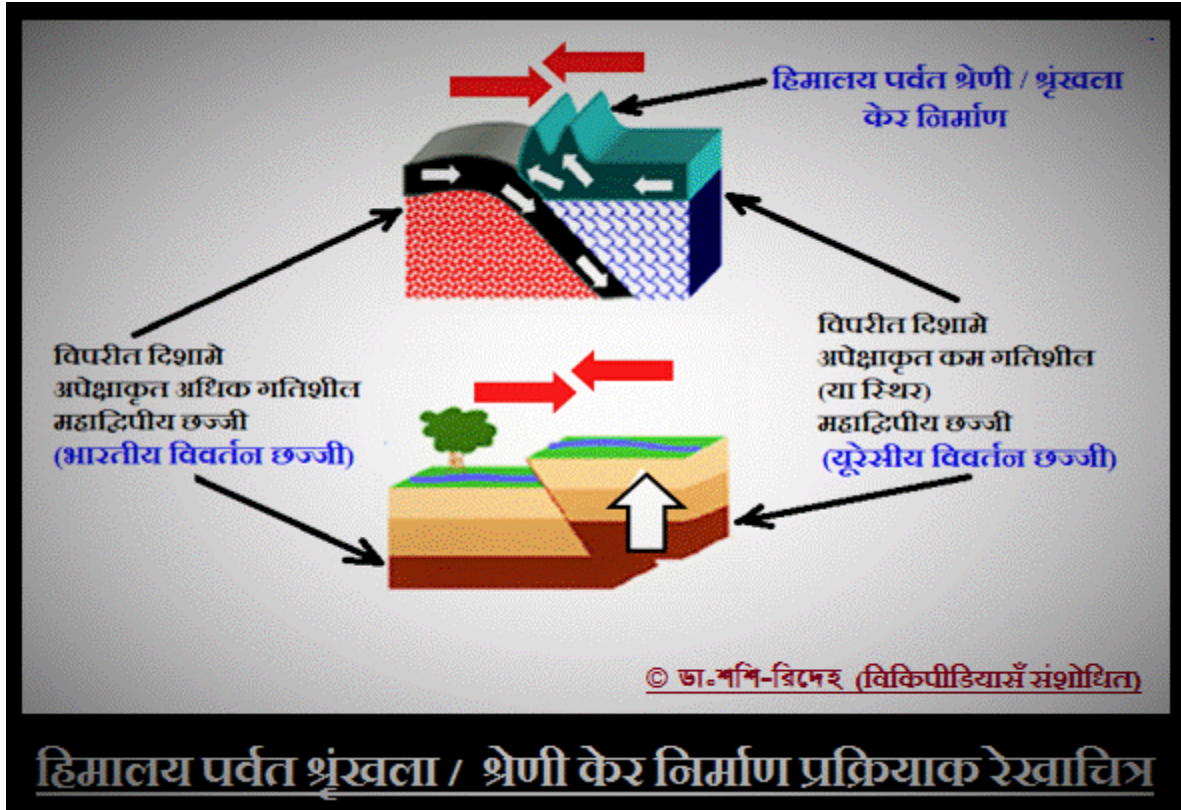 हिमालय पर्वत श्रेणी / श्रृंखला
केर निर्माण
विपरीत दिशामे
अपेक्षाकृत अधिक गतिशील
महाद्विपीय छज्जी
(भारतीय विवर्तन छज्जी)
विपरीत दिशामे
अपेक्षाकृत कम गतिशील
(या स्थिर)
महाद्विपीय छज्जी
(यूरेसीय विवर्तन छज्जी)
© डा॰শশি-ৱিদেহ (विकिपीडियासँ संशोधित)
हिमालय पर्वत श्रृंखला / श्रेणी केर निर्माण प्रक्रियाक रेखाचित्र